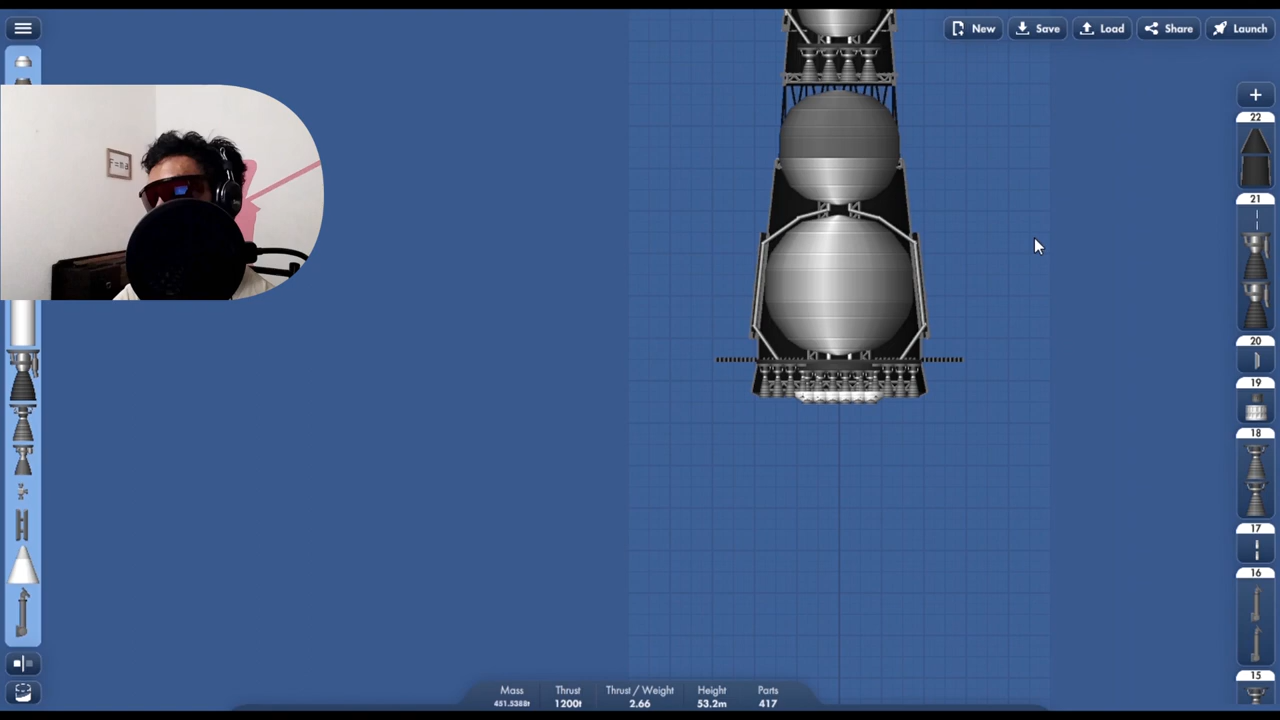 New Save Load Share Launch
22
F=ma
21
20
19
18
17
16
15
Mass Thrust Thrust / Weight Height Parts
451.5388t 1200t 2.66 53.2m 417